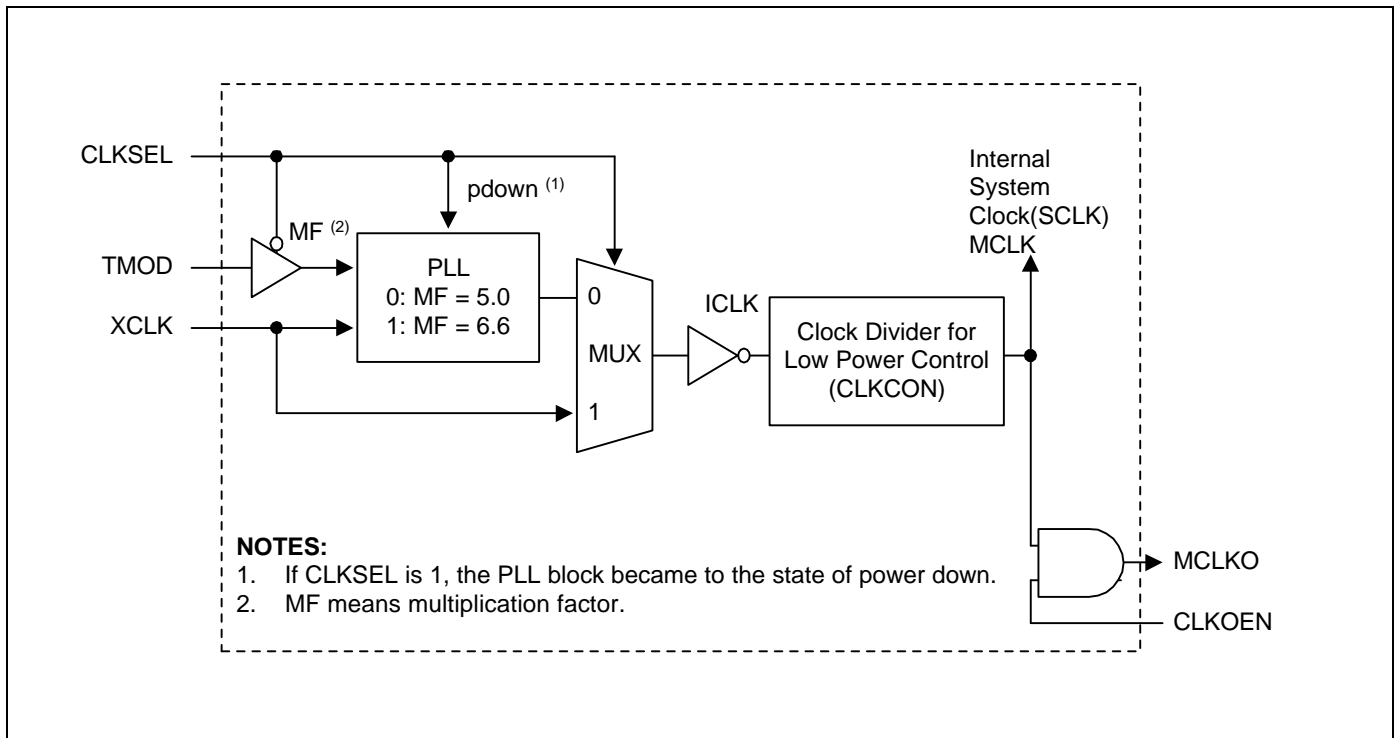 CLKSEL
pdown (1)
MF (2)
TMOD
XCLK
PLL
0: MF = 5.0
1: MF = 6.6
0
MUX
1
ICLK
Clock Divider for
Low Power Control
(CLKCON)
Internal
System
Clock(SCLK)
MCLK
MCLKO
CLKOEN
NOTES:
1. If CLKSEL is 1, the PLL block became to the state of power down.
2. MF means multiplication factor.